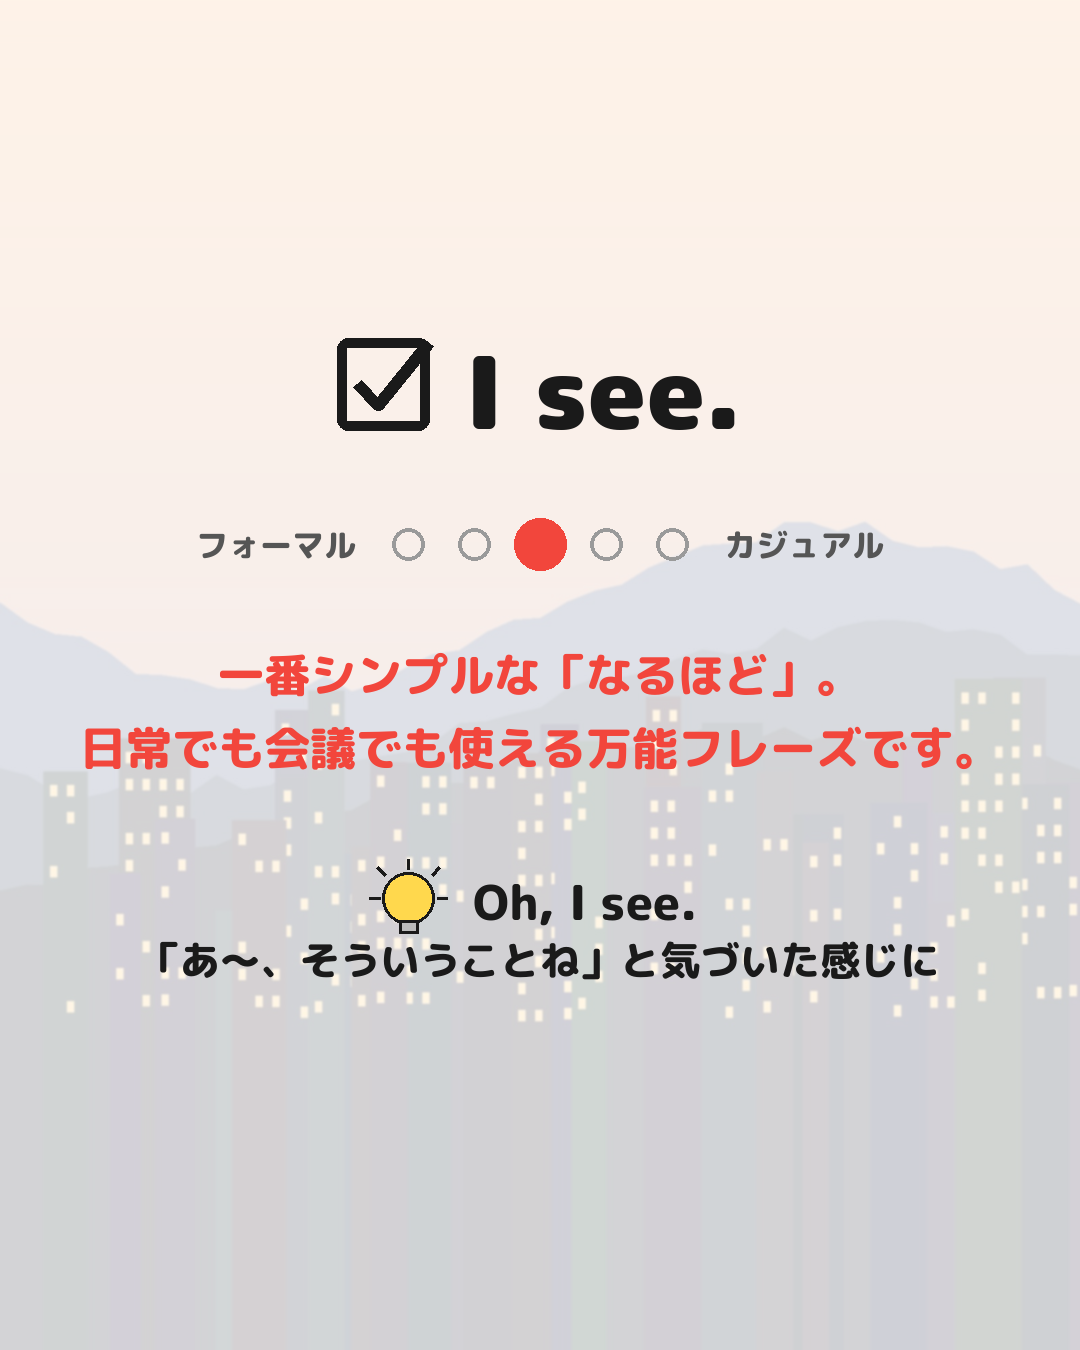 I see.
フォーマル カジュアル
一番シンプルな「なるほど」。
日常でも会議でも使える万能フレーズです。
Oh, I see.
「あ〜、そういうことね」と気づいた感じに